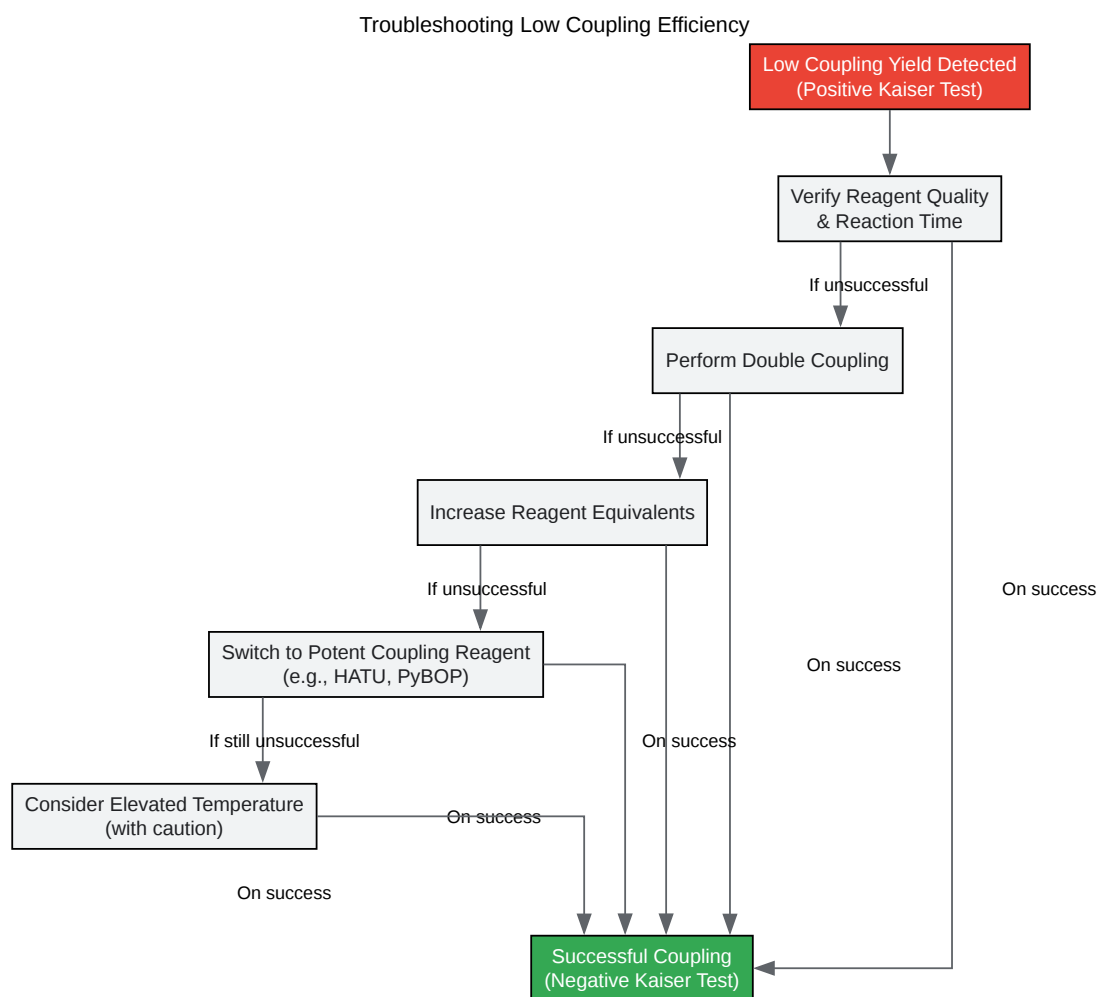 Troubleshooting Low Coupling Efficiency
Low Coupling Yield Detected
(Positive Kaiser Test)
Verify Reagent Quality
& Reaction Time
If unsuccessful
Perform Double Coupling
If unsuccessful
Increase Reagent Equivalents
If unsuccessful
On success
Switch to Potent Coupling Reagent
(e.g., HATU, PyBOP)
On success
If still unsuccessful
On success
Consider Elevated Temperature
(with caution)
On success
On success
Successful Coupling
(Negative Kaiser Test)